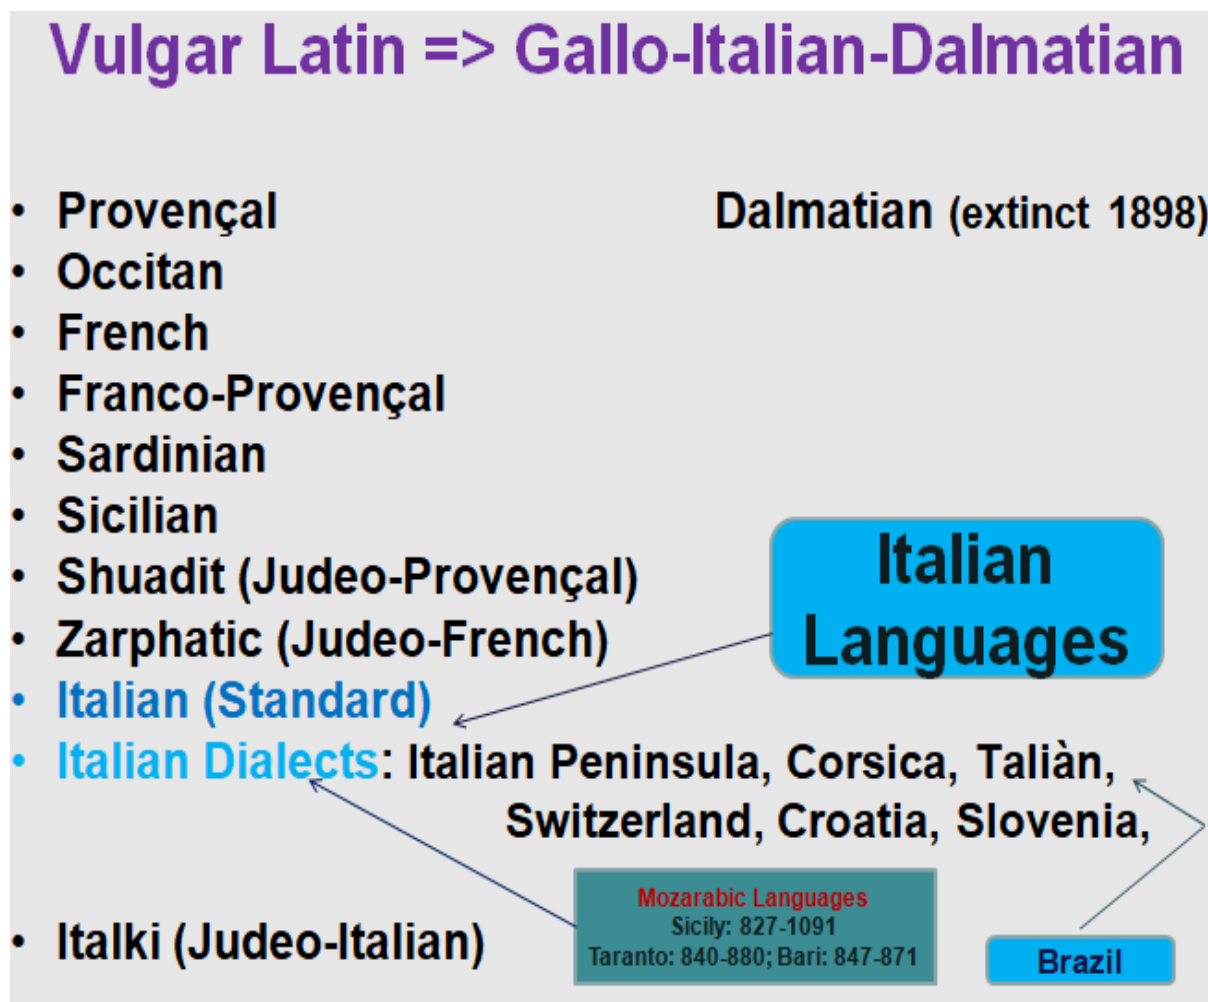 Vulgar Latin => Gallo-Italian-Dalmatian
• Provençal
Dalmatian (extinct 1898)
• Occitan
• French
• Franco-Provençal
• Sardinian
• Sicilian
• Shuadit (Judeo-Provençal)
• Zarphatic (Judeo-French)
• Italian (Standard)
Italian
Languages
• Italian Dialects: Italian Peninsula, Corsica, Taliàn,
Switzerland, Croatia, Slovenia,
Mozarabic Languages
Sicily: 827-1091
Taranto: 840-880; Bari: 847-871
• Italki (Judeo-Italian)
Brazil